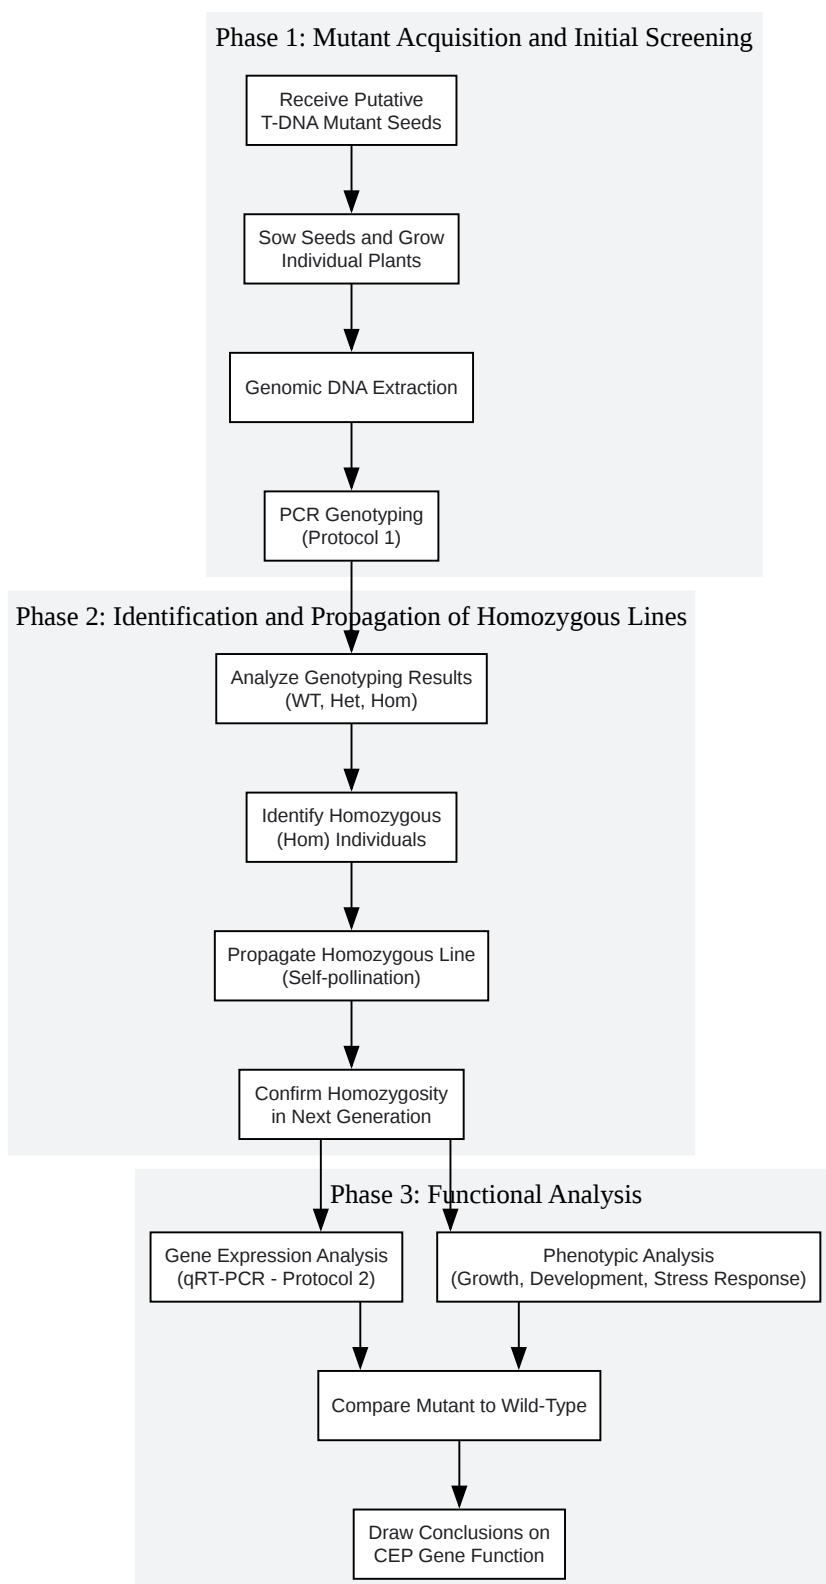 Phase 1: Mutant Acquisition and Initial Screening
Receive Putative
T-DNA Mutant Seeds
Sow Seeds and Grow
Individual Plants
Genomic DNA Extraction
PCR Genotyping
(Protocol 1)
Phase 2: Identification and Propagation of Homozygous Lines
Analyze Genotyping Results
(WT, Het, Hom)
Identify Homozygous
(Hom) Individuals
Propagate Homozygous Line
(Self-pollination)
Confirm Homozygosity
in Next Generation
Phase 3: Functional Analysis
Gene Expression Analysis
(qRT-PCR - Protocol 2)
Phenotypic Analysis
(Growth, Development, Stress Response)
Compare Mutant to Wild-Type
Draw Conclusions on
CEP Gene Function